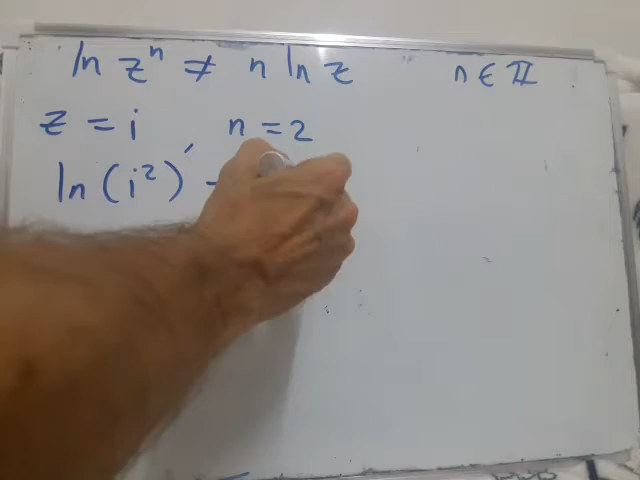 ln zⁿ ≠ n ln z n ∈ ℤ
z = i , n = 2
ln (i²)